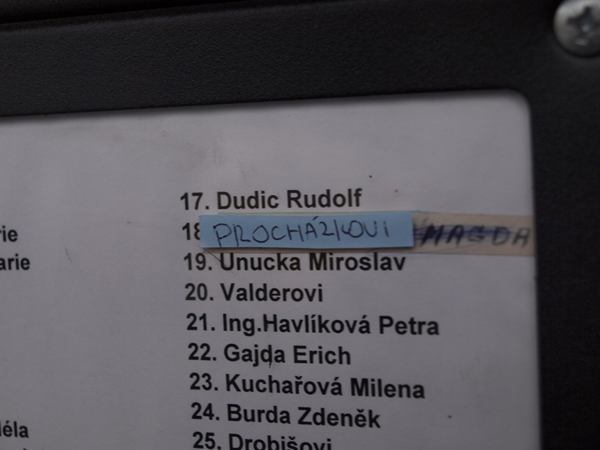 17. Dudic Rudolf
18 PROCHÁZKOVI MAGDA
19. Unucka Miroslav
20. Valderovi
21. Ing.Havlíková Petra
22. Gajda Erich
23. Kuchařová Milena
24. Burda Zdeněk
25. Drobišovi
rie
arie
déla